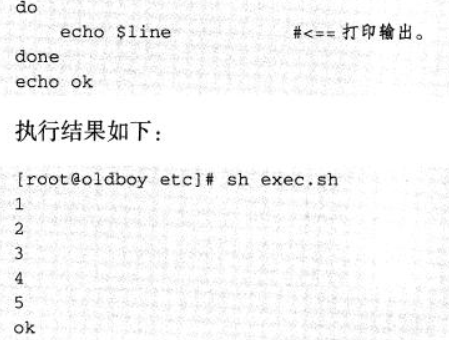 do
    echo $line                #<== 打印输出。
done
echo ok
执行结果如下：
[root@oldboy etc]# sh exec.sh
1
2
3
4
5
ok